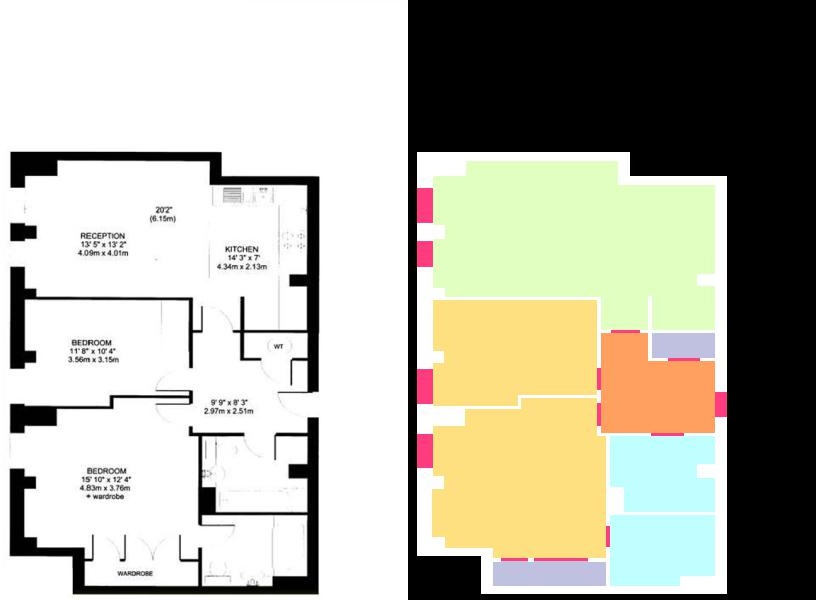 20'2"
(6.15m)
RECEPTION
13' 5" x 13' 2"
4.09m x 4.01m
KITCHEN
14' 3" x 7'
4.34m x 2.13m
BEDROOM
11' 8" x 10' 4"
3.56m x 3.15m
WT
9' 9" x 8' 3"
2.97m x 2.51m
BEDROOM
15' 10" x 12' 4"
4.83m x 3.76m
+ wardrobe
WARDROBE